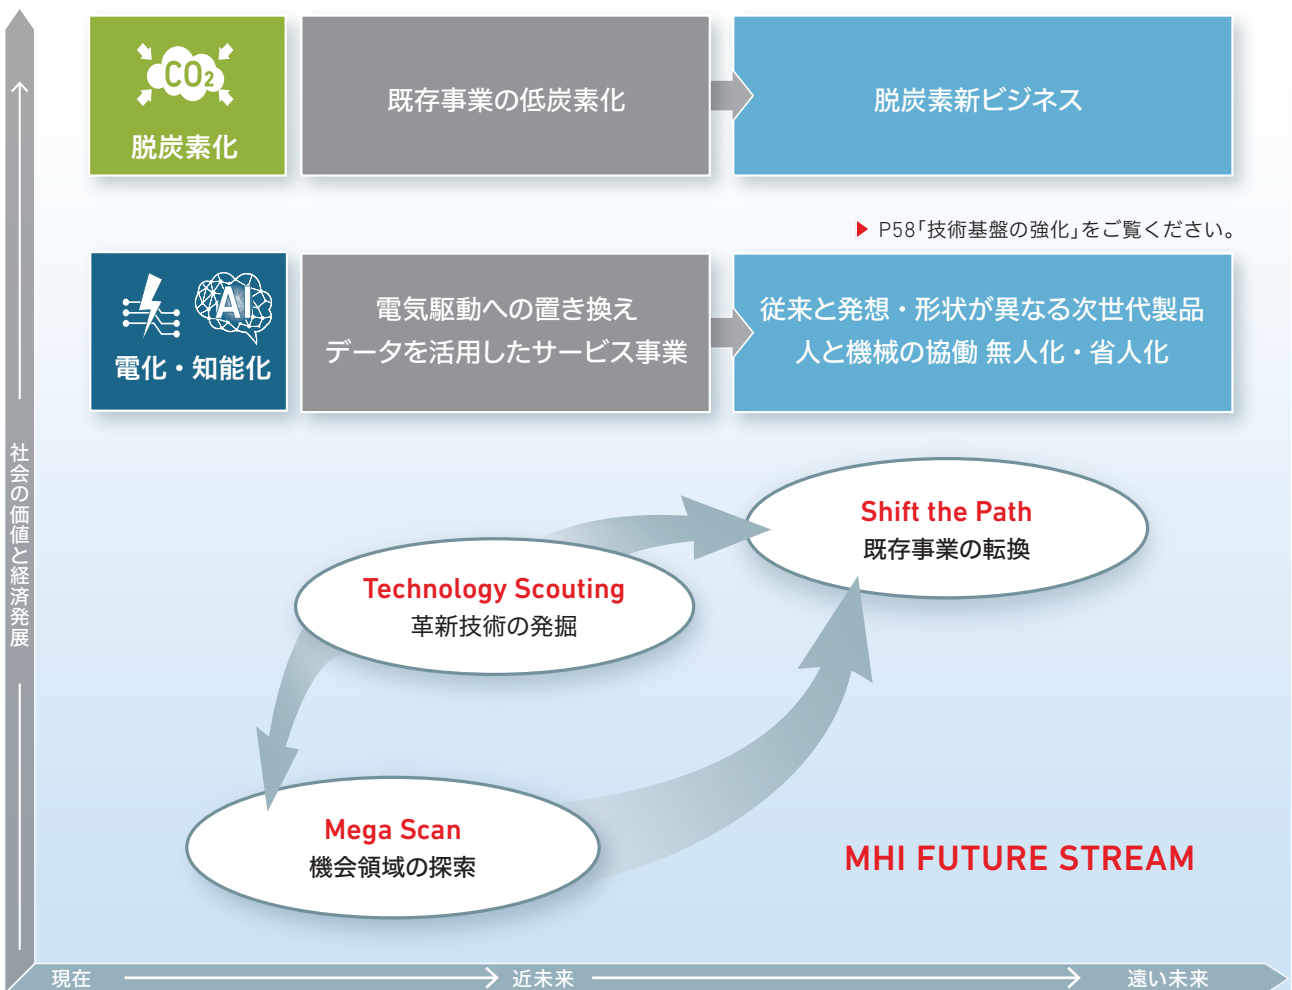 CO2
脱炭素化
既存事業の低炭素化
脱炭素新ビジネス
P58「技術基盤の強化」をご覧ください。
AI
電化・知能化
電気駆動への置き換え
データを活用したサービス事業
従来と発想・形状が異なる次世代製品
人と機械の協働 無人化・省人化
社会の価値と経済発展
Shift the Path
既存事業の転換
Technology Scouting
革新技術の発掘
Mega Scan
機会領域の探索
MHI FUTURE STREAM
現在
近未来
遠い未来